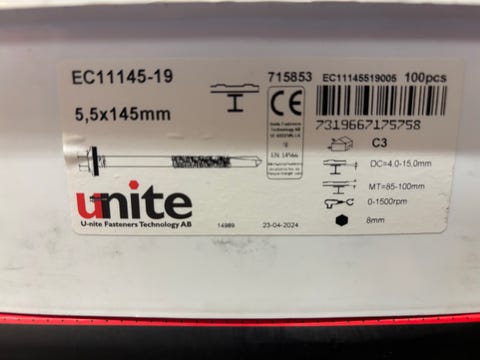 EC11145-19
715853
EC11145519005
100pcs
5,5x145mm
CE
7319667175758
C3
EN 14566
DC=4.0-15.0mm
MT=85-100mm
0-1500rpm
8mm
unite
U-nite Fasteners Technology AB
14989
23-04-2024